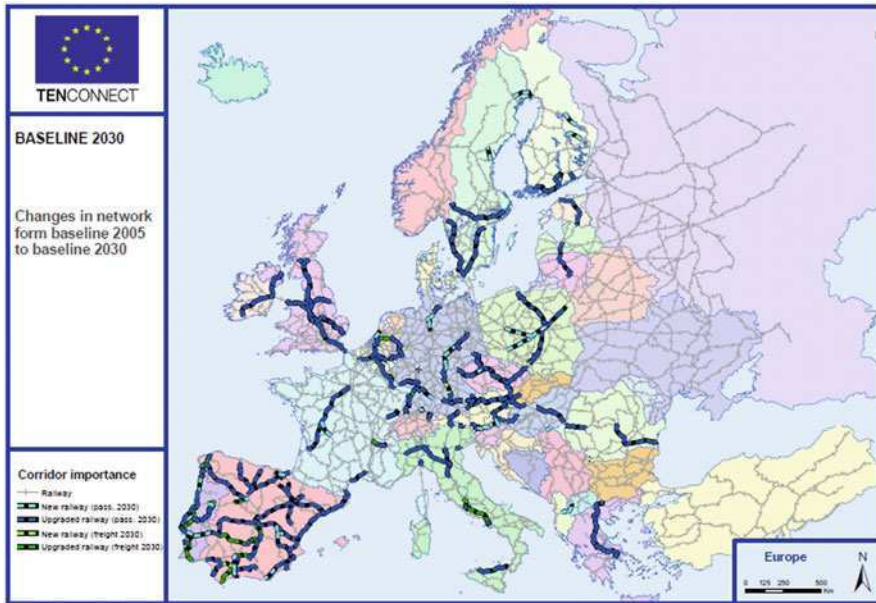 TENCONNECT
BASELINE 2030
Changes in network
form baseline 2005
to baseline 2030
Corridor importance
Railway
New railway (pass. 2030)
Upgraded railway (pass. 2030)
New railway (freight 2030)
Upgraded railway (freight 2030)
Europe
N
0 125 250 500
Km